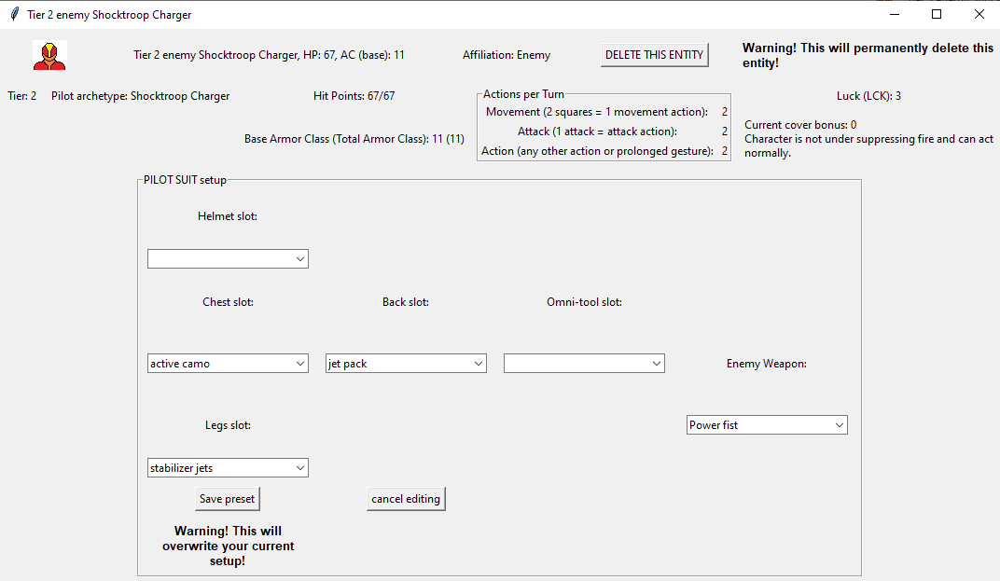 Tier 2 enemy Shocktroop Charger
Tier 2 enemy Shocktroop Charger, HP: 67, AC (base): 11
Affiliation: Enemy
DELETE THIS ENTITY
Warning! This will permanently delete this
entity!
Tier: 2
Pilot archetype: Shocktroop Charger
Hit Points: 67/67
Actions per Turn
Movement (2 squares = 1 movement action): 2
Attack (1 attack = attack action): 2
Action (any other action or prolonged gesture): 2
Luck (LCK): 3
Base Armor Class (Total Armor Class): 11 (11)
Current cover bonus: 0
Character is not under suppressing fire and can act
normally.
PILOT SUIT setup
Helmet slot:
Chest slot:
Back slot:
Omni-tool slot:
active camo
jet pack
Enemy Weapon:
Legs slot:
Power fist
stabilizer jets
Save preset
cancel editing
Warning! This will
overwrite your current
setup!